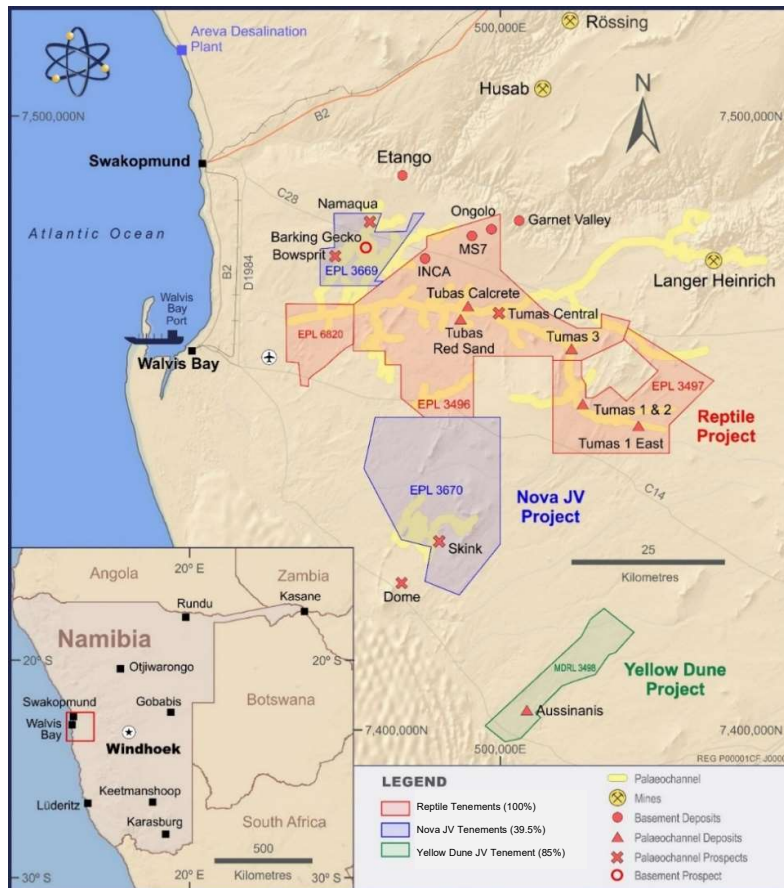 Areva Desalination
Plant
500,000E
Rössing
Husab
N
7,500,000N
7,500,000N
B2
Swakopmund
Etango
C28
Namaqua
Ongolo
Garnet Valley
Atlantic Ocean
Barking Gecko
MS7
Bowsprit
B2
D1984
EPL 3669
INCA
Langer Heinrich
Walvis
Bay
Port
Tubas Calcrete
Tumas Central
EPL 6820
Tubas
Red Sand
Tumas 3
Walvis Bay
EPL 3497
EPL 3496
Tumas 1 & 2
Reptile
Project
Tumas 1 East
EPL 3670
Nova JV
Project
C14
Skink
25
Kilometres
Dome
20° E
Angola
Zambia
Rundu
Kasane
Namibia
20° S
20° S
Otjiwarongo
MDRL 3498
Yellow Dune
Project
Swakopmund
Gobabis
Botswana
Walvis
Bay
Aussinanis
Windhoek
7,400,000N
7,400,000N
500,000E
REG P00001CF J0000
Keetmanshoop
Lüderitz
Karasburg
South Africa
500
Kilometres
30° S
20° E
30° S
LEGEND
Reptile Tenements (100%)
Nova JV Tenements (39.5%)
Yellow Dune JV Tenement (85%)
Palaeochannel
Mines
Basement Deposits
Palaeochannel Deposits
Palaeochannel Prospects
Basement Prospect